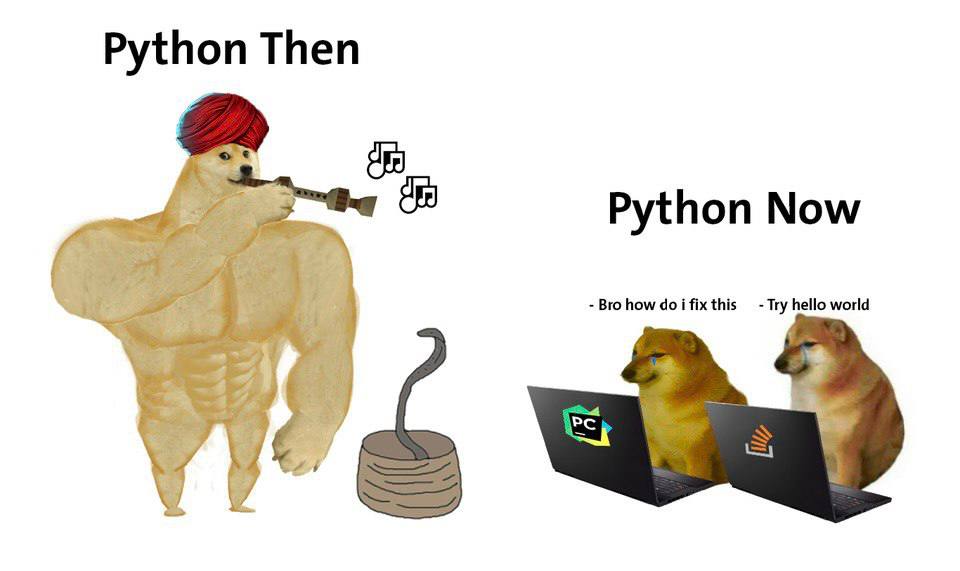 Python Then
Python Now
- Bro how do i fix this
- Try hello world
PC